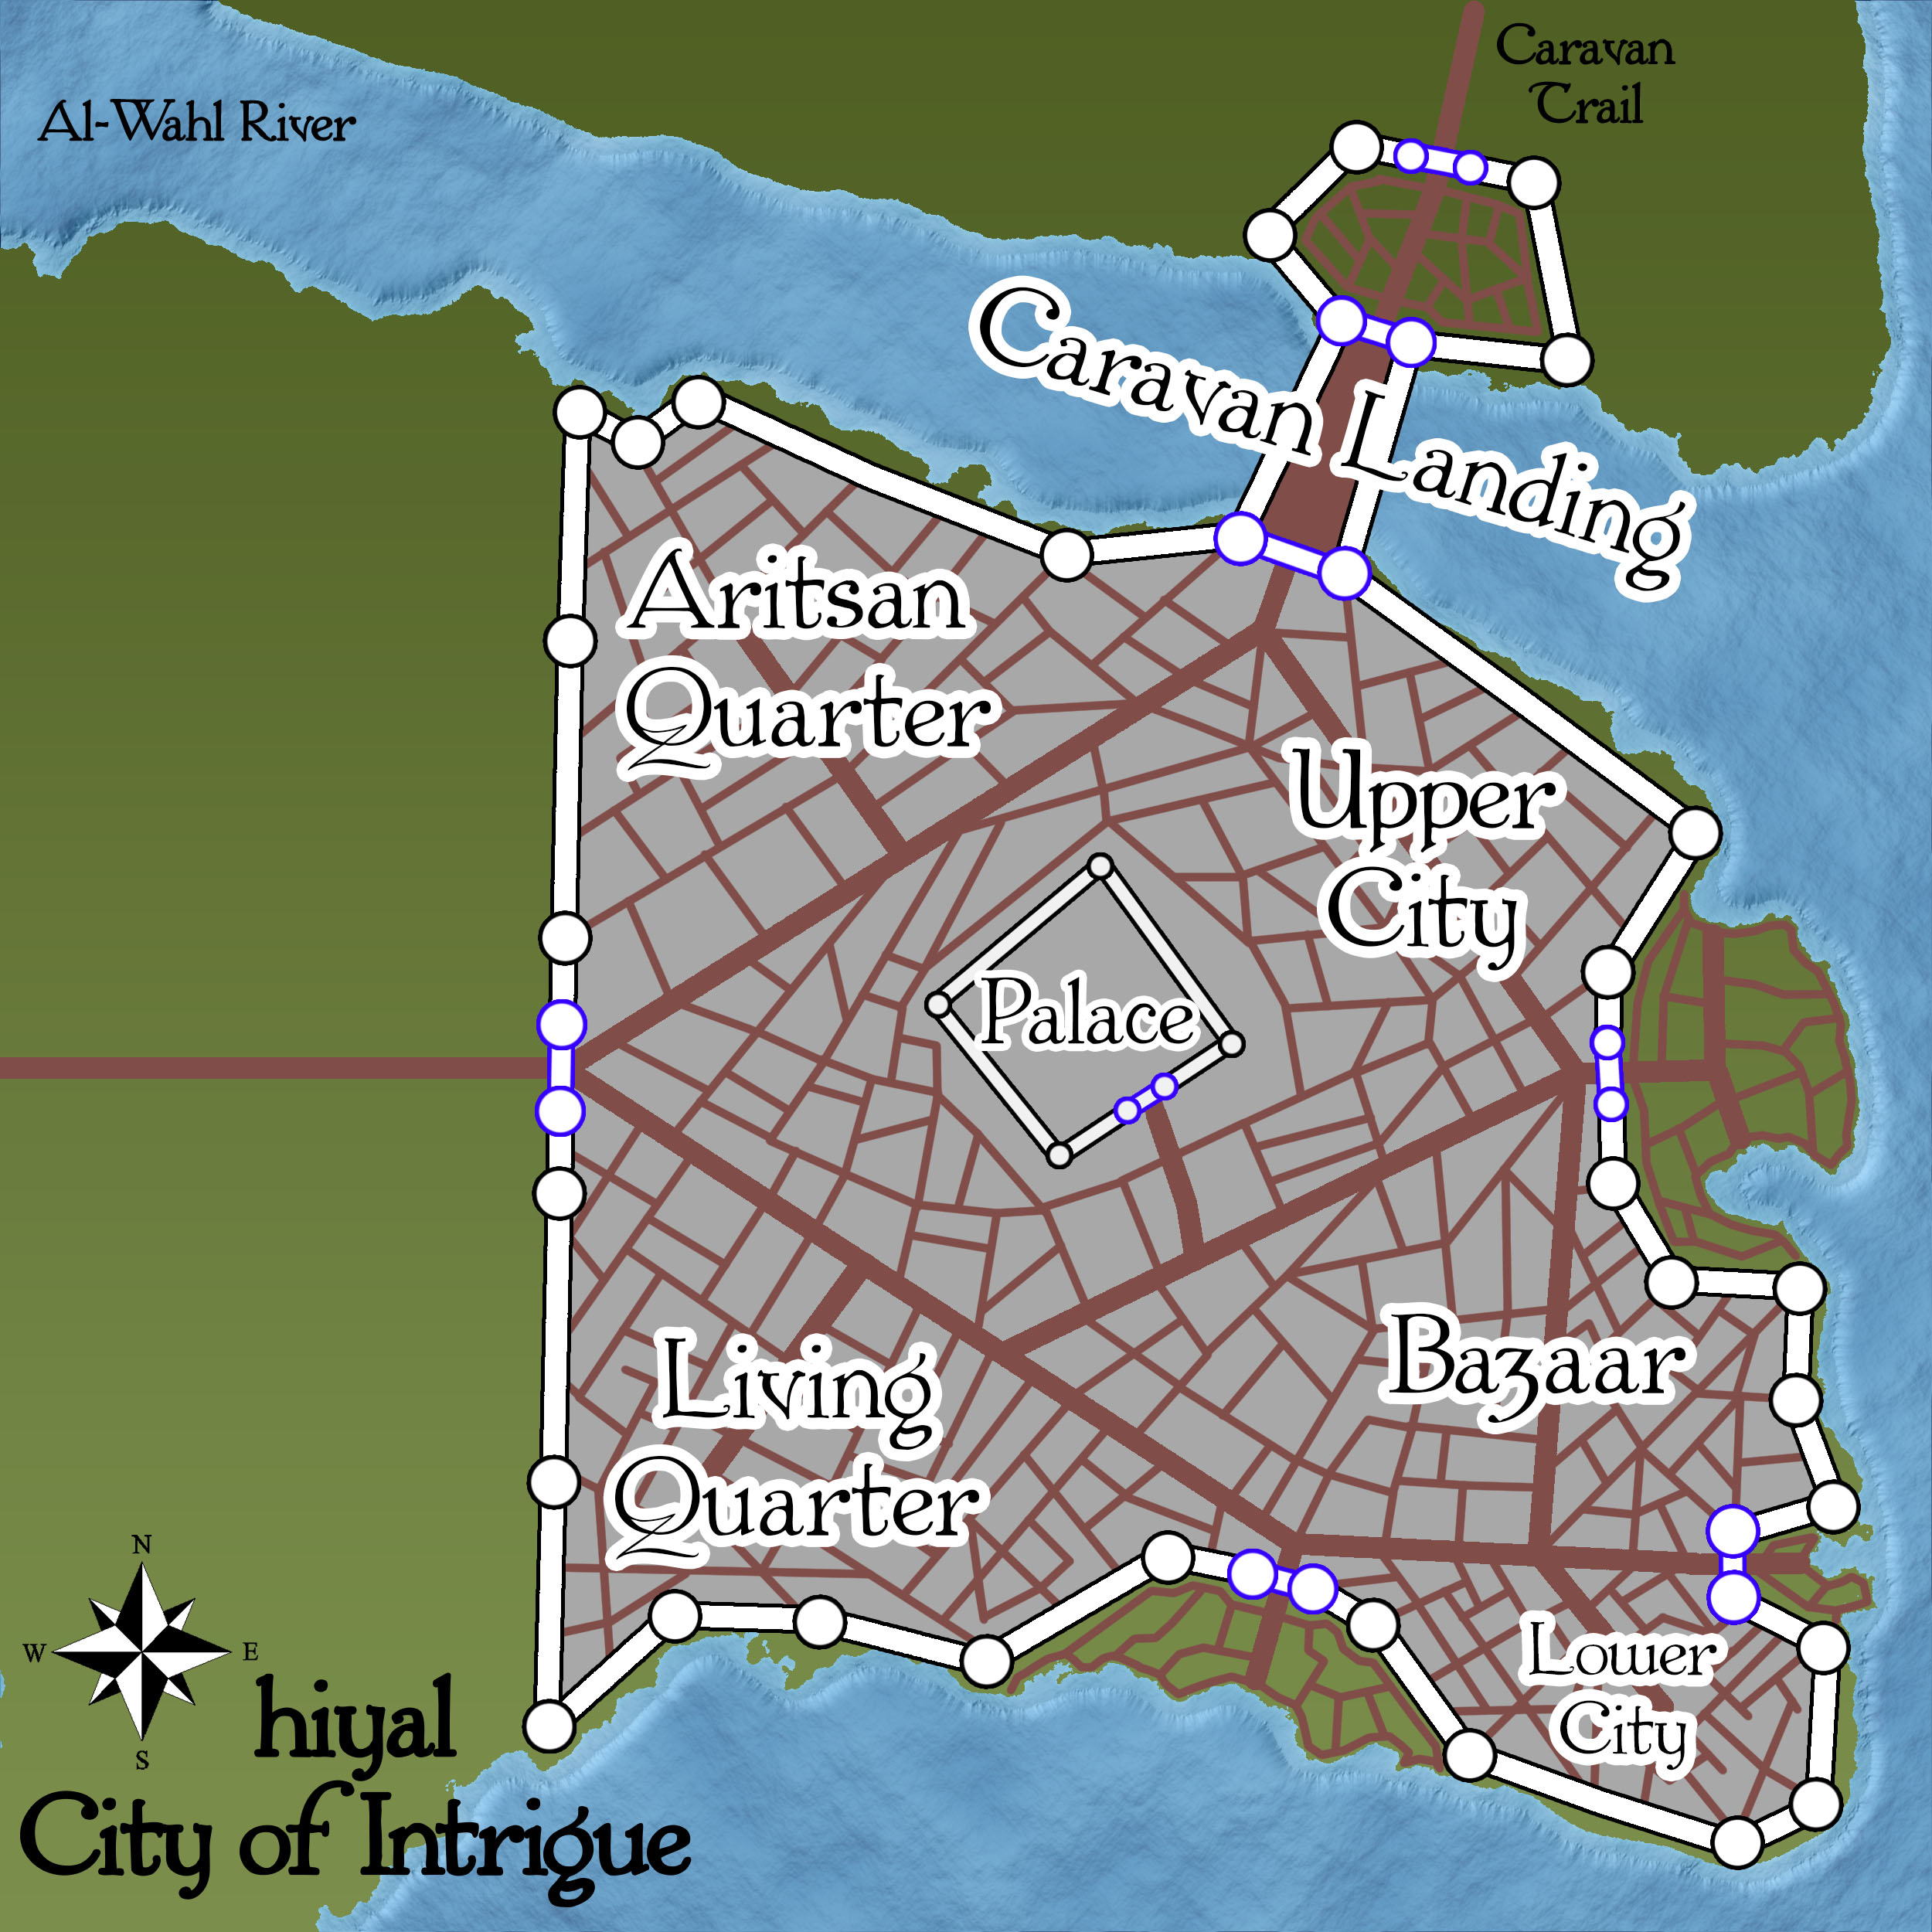 Caravan
Trail
Al-Wahl River
Caravan Landing
Aritsan
Quarter
Upper
City
Palace
Bazaar
Living
Quarter
Lower
City
N
W E
S
hiyal
City of Intrigue